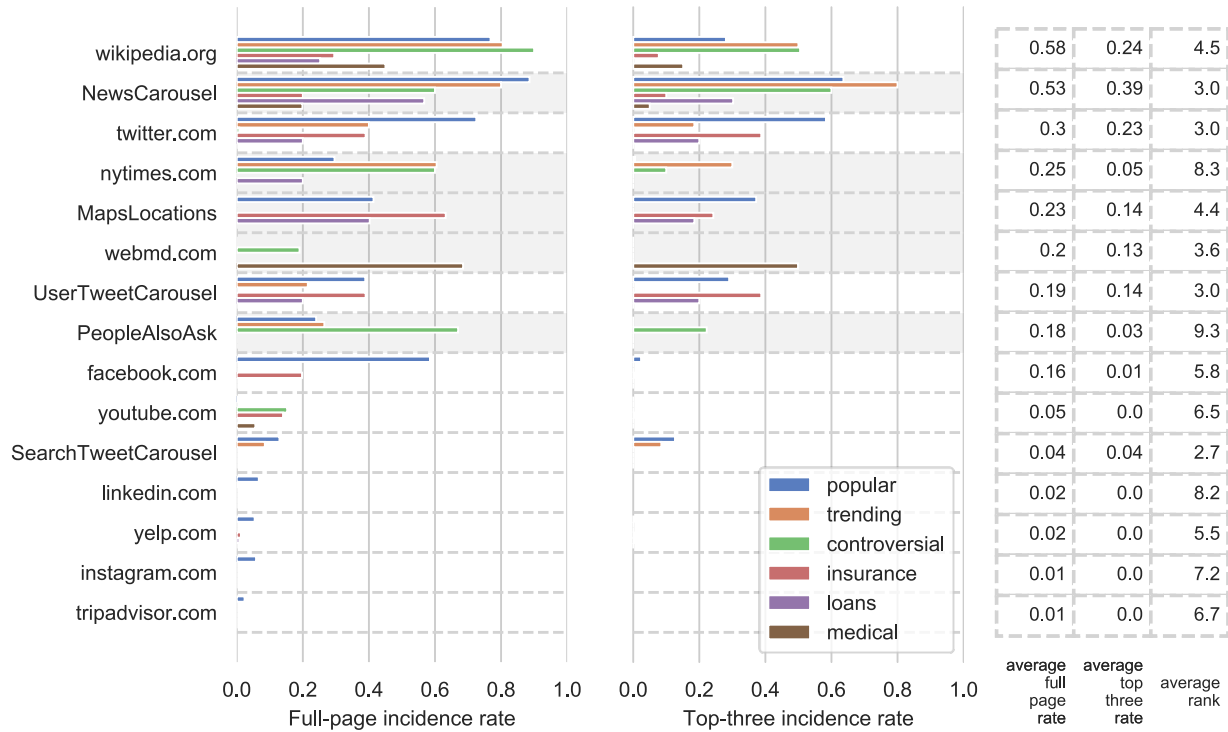 wikipedia.org 0.58 0.24 4.5
NewsCarousel 0.53 0.39 3.0
twitter.com 0.3 0.23 3.0
nytimes.com 0.25 0.05 8.3
MapsLocations 0.23 0.14 4.4
webmd.com 0.2 0.13 3.6
UserTweetCarousel 0.19 0.14 3.0
PeopleAlsoAsk 0.18 0.03 9.3
facebook.com 0.16 0.01 5.8
youtube.com 0.05 0.0 6.5
SearchTweetCarousel 0.04 0.04 2.7
linkedin.com 0.02 0.0 8.2
yelp.com 0.02 0.0 5.5
instagram.com 0.01 0.0 7.2
tripadvisor.com 0.01 0.0 6.7
popular
trending
controversial
insurance
loans
medical
0.0 0.2 0.4 0.6 0.8 1.0
Full-page incidence rate
0.0 0.2 0.4 0.6 0.8 1.0
Top-three incidence rate
average
full
page
rate
average
top
three
rate
average
rank